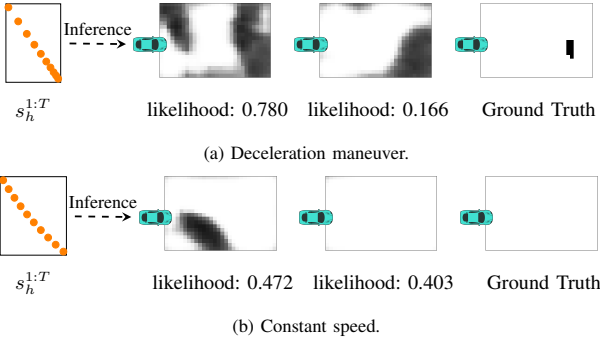 Inference
s_h^{1:T} likelihood: 0.780 likelihood: 0.166 Ground Truth
(a) Deceleration maneuver.
Inference
s_h^{1:T} likelihood: 0.472 likelihood: 0.403 Ground Truth
(b) Constant speed.